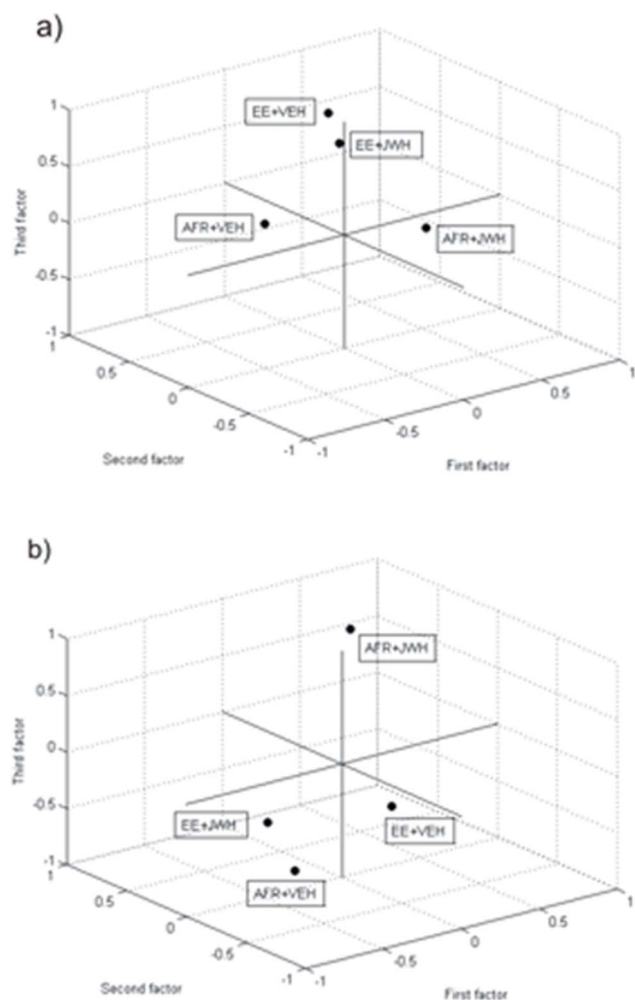 a)
EE+VEH
EE+JWH
AFR+VEH
AFR+JWH
Third factor
1
0.5
0
-0.5
-1
1
0.5
0
-0.5
-1
-1
-0.5
0
0.5
1
Second factor
First factor
b)
AFR+JWH
EE+JWH
EE+VEH
AFR+VEH
Third factor
1
0.5
0
-0.5
-1
1
0.5
0
-0.5
-1
-1
-0.5
0
0.5
1
Second factor
First factor